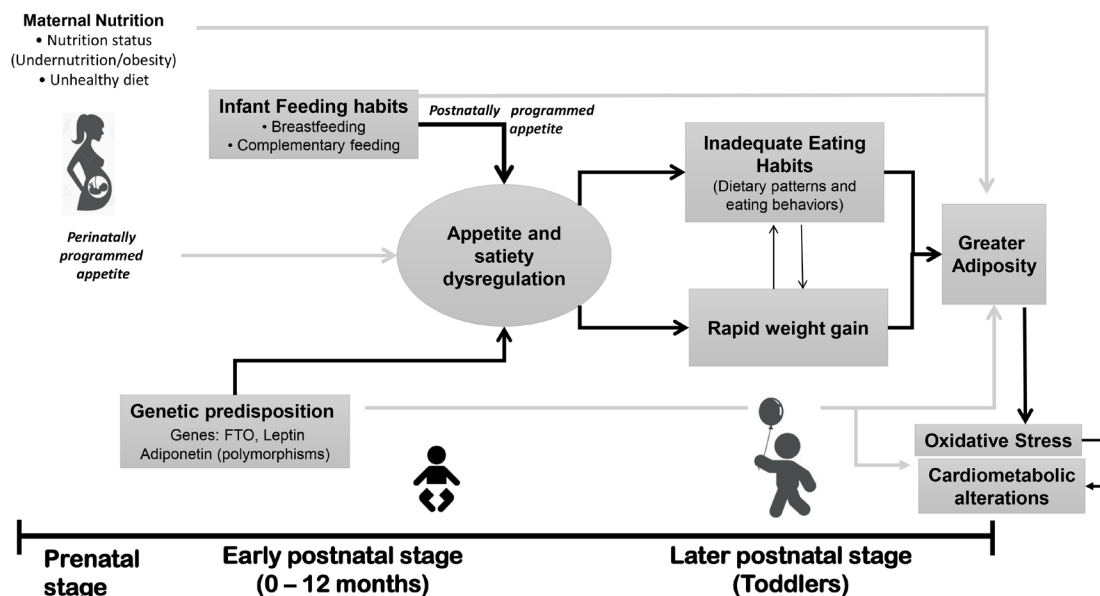 Maternal Nutrition
• Nutrition status
(Undernutrition/obesity)
• Unhealthy diet
Infant Feeding habits
• Breastfeeding
• Complementary feeding
Postnatally programmed
appetite
Perinatally
programmed
appetite
Appetite and
satiety
dysregulation
Inadequate Eating
Habits
(Dietary patterns and
eating behaviors)
Rapid weight gain
Greater
Adiposity
Genetic predisposition
Genes: FTO, Leptin
Adiponetin (polymorphisms)
Oxidative Stress
Cardiometabolic
alterations
Prenatal
stage
Early postnatal stage
(0 – 12 months)
Later postnatal stage
(Toddlers)